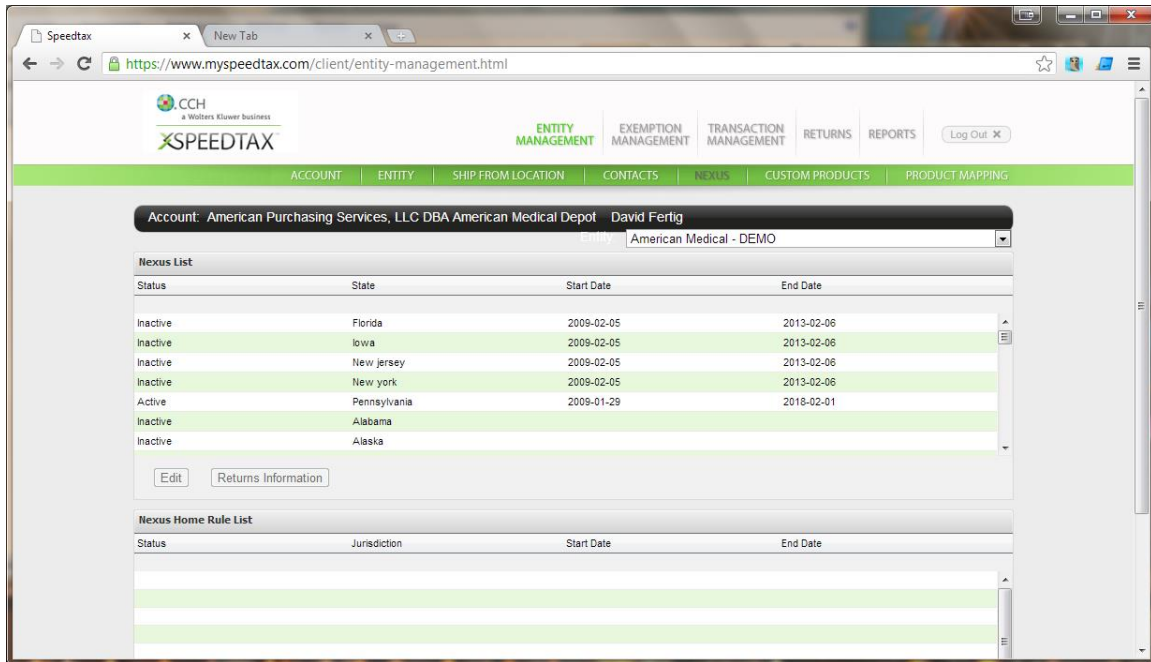 Speedtax
New Tab
https://www.myspeedtax.com/client/entity-management.html
CCH
a Wolters Kluwer business
SPEEDTAX
ENTITY MANAGEMENT EXEMPTION MANAGEMENT TRANSACTION MANAGEMENT RETURNS REPORTS Log Out X
ACCOUNT ENTITY SHIP FROM LOCATION CONTACTS NEXUS CUSTOM PRODUCTS PRODUCT MAPPING
Account: American Purchasing Services, LLC DBA American Medical Depot David Fertig
Entity: American Medical - DEMO
Nexus List
Status State Start Date End Date
Inactive Florida 2009-02-05 2013-02-06
Inactive Iowa 2009-02-05 2013-02-06
Inactive New jersey 2009-02-05 2013-02-06
Inactive New york 2009-02-05 2013-02-06
Active Pennsylvania 2009-01-29 2018-02-01
Inactive Alabama
Inactive Alaska
Edit Returns Information
Nexus Home Rule List
Status Jurisdiction Start Date End Date